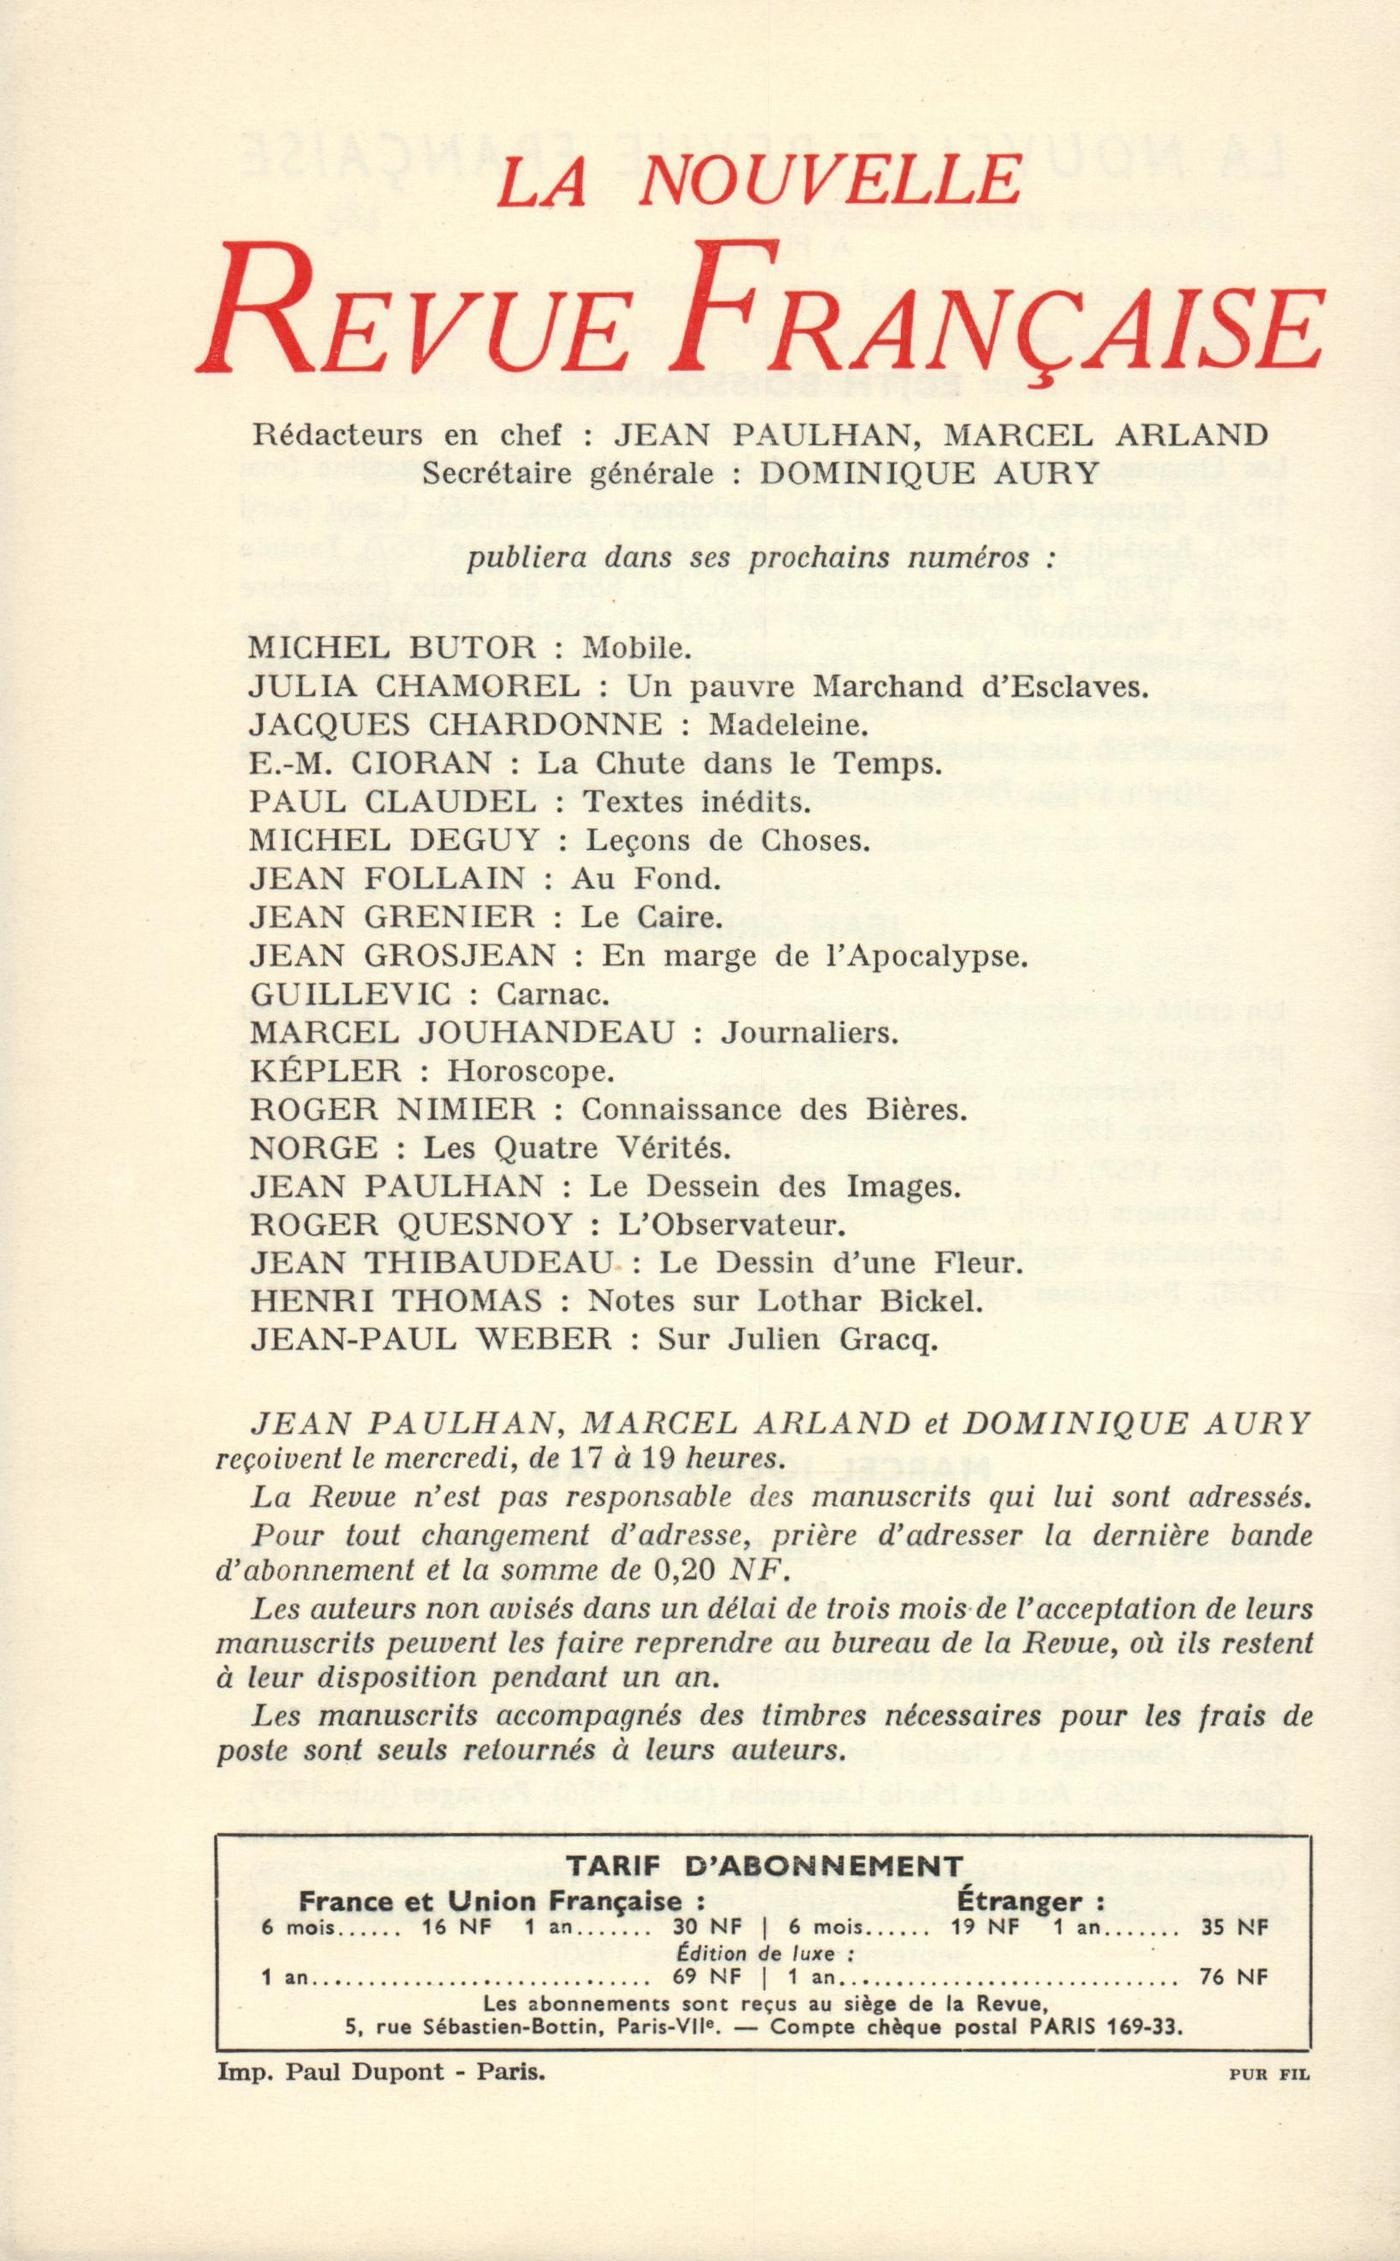 LA NOUVELLE
REVUE FRANÇAISE
Rédacteurs en chef : JEAN PAULHAN, MARCEL ARLAND
Secrétaire générale : DOMINIQUE AURY
publiera dans ses prochains numéros :
MICHEL BUTOR : Mobile.
JULIA CHAMOREL : Un pauvre Marchand d'Esclaves.
JACQUES CHARDONNE : Madeleine.
E.-M. CIORAN : La Chute dans le Temps.
PAUL CLAUDEL : Textes inédits.
MICHEL DEGUY : Leçons de Choses.
JEAN FOLLAIN : Au Fond.
JEAN GRENIER : Le Caire.
JEAN GROSJEAN : En marge de l'Apocalypse.
GUILLEVIC : Carnac.
MARCEL JOUHANDEAU : Journaliers.
KÉPLER : Horoscope.
ROGER NIMIER : Connaissance des Bières.
NORGE : Les Quatre Vérités.
JEAN PAULHAN : Le Dessein des Images.
ROGER QUESNOY : L'Observateur.
JEAN THIBAUDEAU : Le Dessin d'une Fleur.
HENRI THOMAS : Notes sur Lothar Bickel.
JEAN-PAUL WEBER : Sur Julien Gracq.
JEAN PAULHAN, MARCEL ARLAND et DOMINIQUE AURY
reçoivent le mercredi, de 17 à 19 heures.
La Revue n'est pas responsable des manuscrits qui lui sont adressés.
Pour tout changement d'adresse, prière d'adresser la dernière bande
d'abonnement et la somme de 0,20 NF.
Les auteurs non avisés dans un délai de trois mois de l'acceptation de leurs
manuscrits peuvent les faire reprendre au bureau de la Revue, où ils restent
à leur disposition pendant un an.
Les manuscrits accompagnés des timbres nécessaires pour les frais de
poste sont seuls retournés à leurs auteurs.
TARIF D'ABONNEMENT
France et Union Française : Étranger :
6 mois...... 16 NF 1 an....... 30 NF | 6 mois...... 19 NF 1 an....... 35 NF
Édition de luxe :
1 an.............................. 69 NF | 1 an.............................. 76 NF
Les abonnements sont reçus au siège de la Revue,
5, rue Sébastien-Bottin, Paris-VIIe. — Compte chèque postal PARIS 169-33.
Imp. Paul Dupont - Paris. PUR FIL